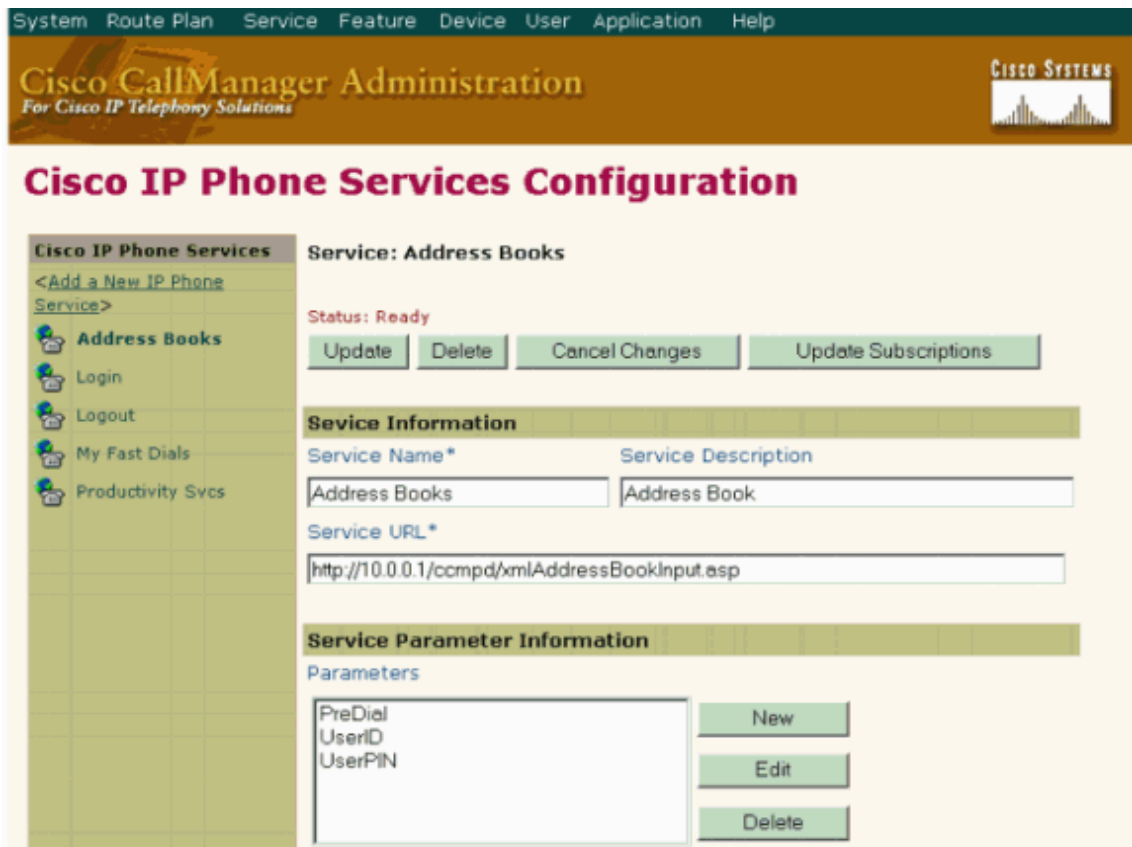 System Route Plan Service Feature Device User Application Help
Cisco CallManager Administration
For Cisco IP Telephony Solutions
CISCO SYSTEMS
Cisco IP Phone Services Configuration
Cisco IP Phone Services
<Add a New IP Phone
Service>
Address Books
Login
Logout
My Fast Dials
Productivity Svcs
Service: Address Books
Status: Ready
Update Delete Cancel Changes Update Subscriptions
Sevice Information
Service Name* Service Description
Address Books Address Book
Service URL*
http://10.0.0.1/ccmpd/xmlAddressBookInput.asp
Service Parameter Information
Parameters
PreDial
UserID
UserPIN
New
Edit
Delete